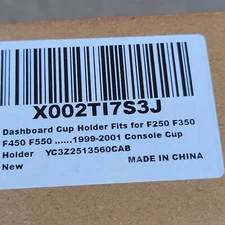 X002TI7S3J
Dashboard Cup Holder Fits for F250 F350
F450 F550 ......1999-2001 Console Cup
Holder YC3Z2513560CAB
New MADE IN CHINA